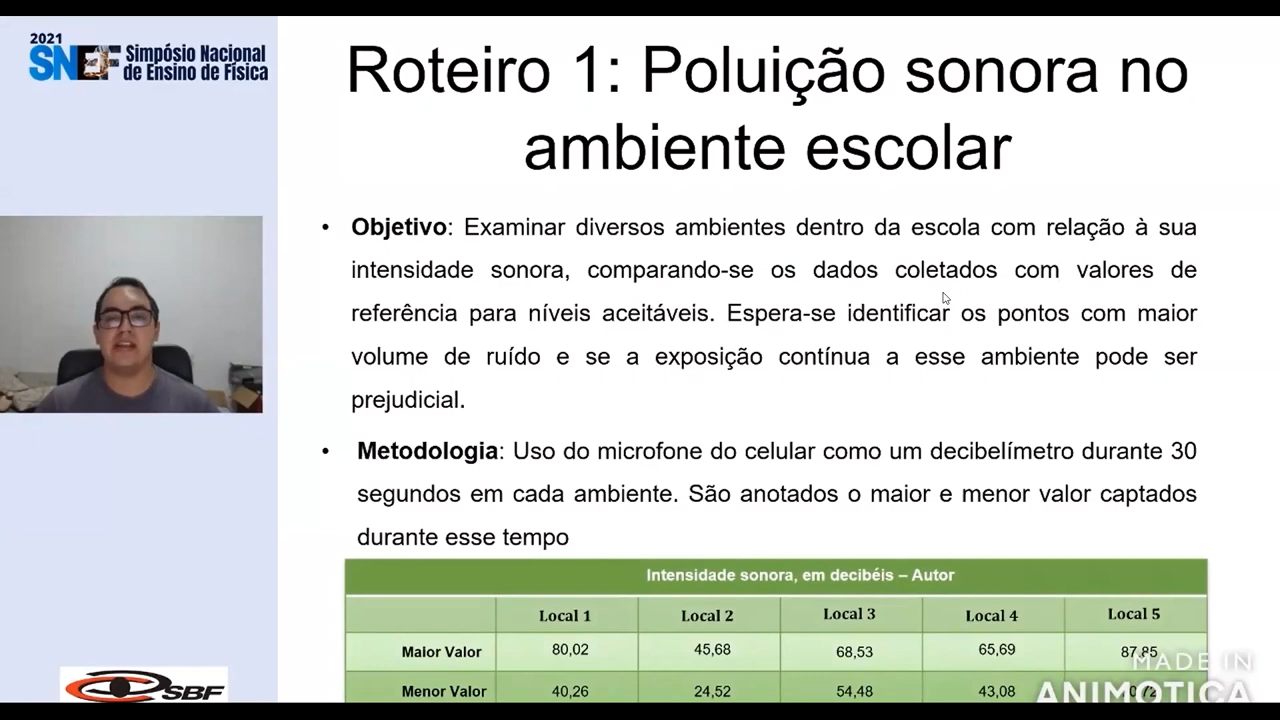 2021
SNEF Simpósio Nacional
de Ensino de Física
Roteiro 1: Poluição sonora no
ambiente escolar
• Objetivo: Examinar diversos ambientes dentro da escola com relação à sua
intensidade sonora, comparando-se os dados coletados com valores de
referência para níveis aceitáveis. Espera-se identificar os pontos com maior
volume de ruído e se a exposição contínua a esse ambiente pode ser
prejudicial.
• Metodologia: Uso do microfone do celular como um decibelímetro durante 30
segundos em cada ambiente. São anotados o maior e menor valor captados
durante esse tempo
Intensidade sonora, em decibéis – Autor
Local 1 Local 2 Local 3 Local 4 Local 5
Maior Valor 80,02 45,68 68,53 65,69 87,85
Menor Valor 40,26 24,52 54,48 43,08
SBF
MADE IN
ANIMOTICA